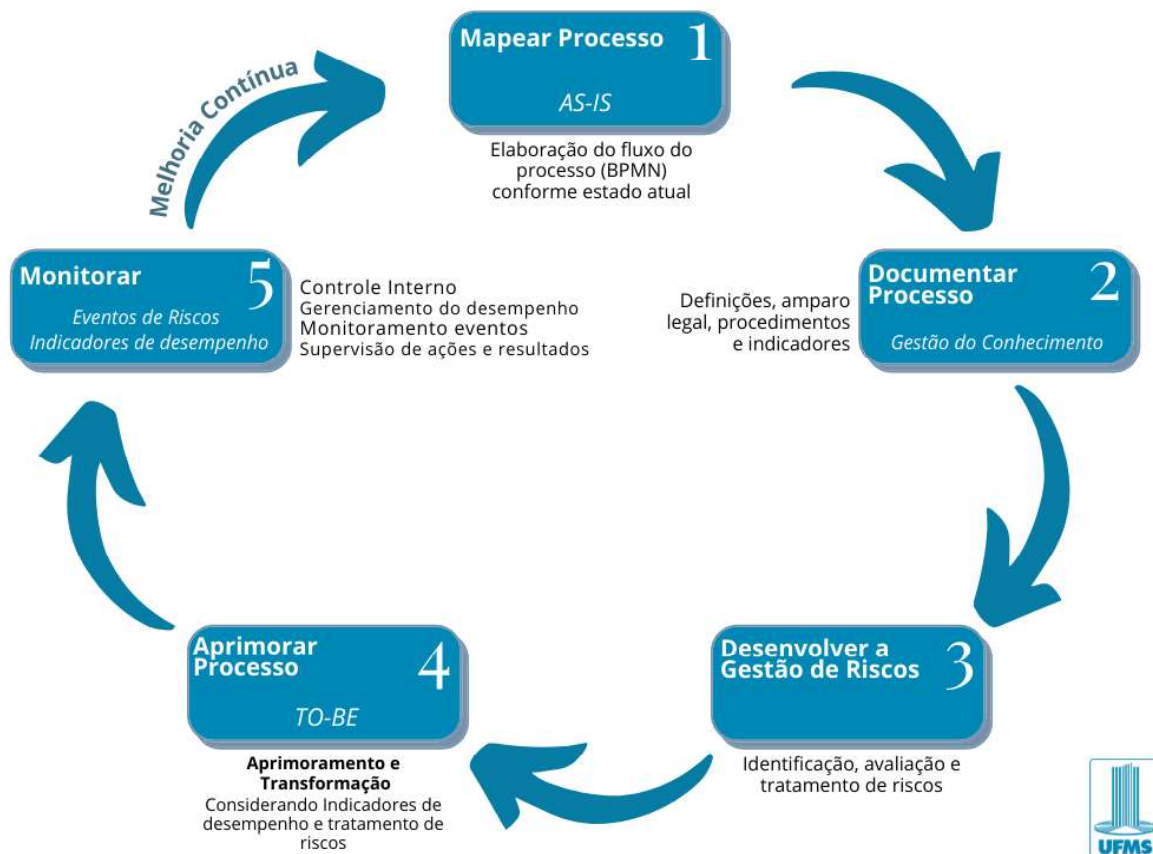 Mapear Processo 1
AS-IS
Elaboração do fluxo do
processo (BPMN)
conforme estado atual
Documentar
Processo 2
Gestão do Conhecimento
Definições, amparo
legal, procedimentos
e indicadores
Desenvolver a
Gestão de Riscos 3
Identificação, avaliação e
tratamento de riscos
Aprimorar
Processo 4
TO-BE
Aprimoramento e
Transformação
Considerando Indicadores de
desempenho e tratamento de
riscos
Monitorar 5
Eventos de Riscos
Indicadores de desempenho
Controle Interno
Gerenciamento do desempenho
Monitoramento eventos
Supervisão de ações e resultados
Melhoria Contínua
UFMS